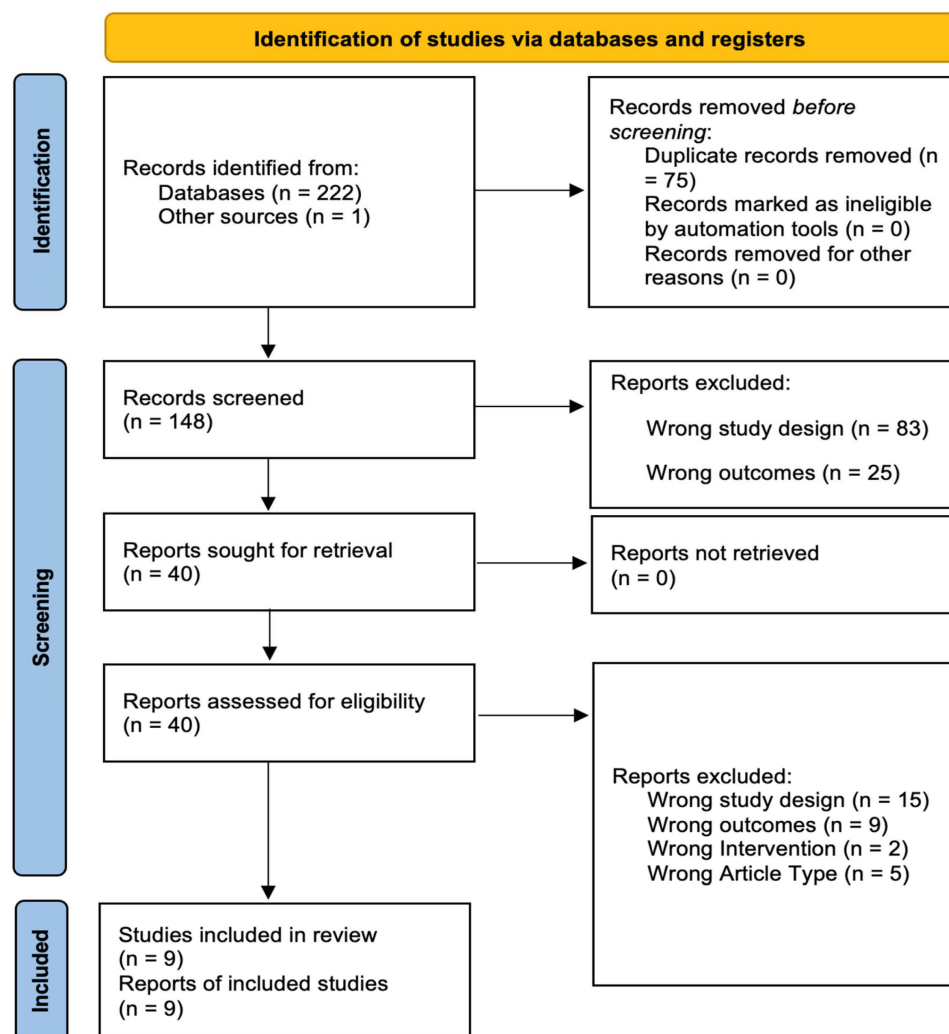 Identification of studies via databases and registers
Identification
Records identified from:
Databases (n = 222)
Other sources (n = 1)
Records removed before
screening:
Duplicate records removed (n
= 75)
Records marked as ineligible
by automation tools (n = 0)
Records removed for other
reasons (n = 0)
Screening
Records screened
(n = 148)
Reports excluded:
Wrong study design (n = 83)
Wrong outcomes (n = 25)
Reports sought for retrieval
(n = 40)
Reports not retrieved
(n = 0)
Reports assessed for eligibility
(n = 40)
Reports excluded:
Wrong study design (n = 15)
Wrong outcomes (n = 9)
Wrong Intervention (n = 2)
Wrong Article Type (n = 5)
Included
Studies included in review
(n = 9)
Reports of included studies
(n = 9)